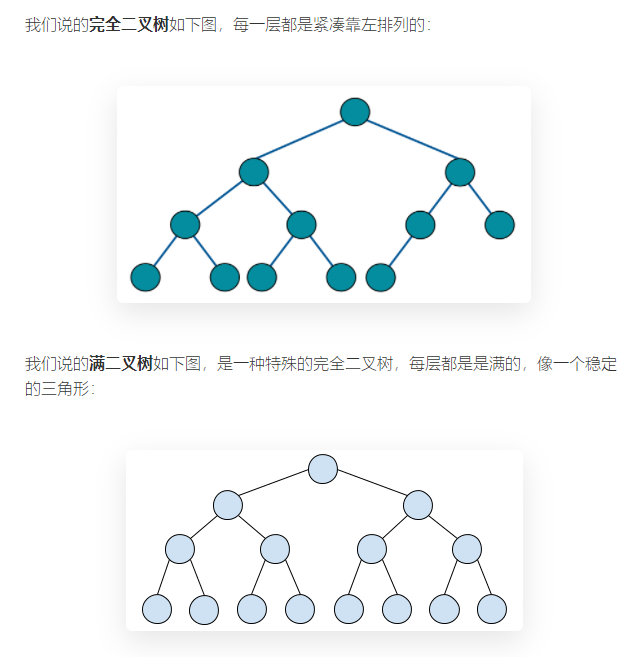 我们说的完全二叉树如下图，每一层都是紧凑靠左排列的：
我们说的满二叉树如下图，是一种特殊的完全二叉树，每层都是是满的，像一个稳定
的三角形：